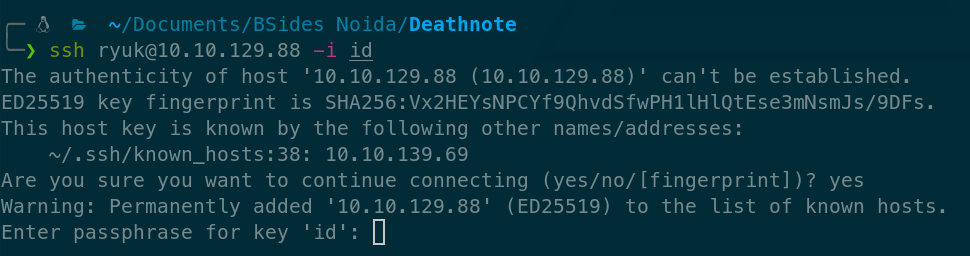 ~/Documents/BSides Noida/Deathnote
❯ ssh ryuk@10.10.129.88 -i id
The authenticity of host '10.10.129.88 (10.10.129.88)' can't be established.
ED25519 key fingerprint is SHA256:Vx2HEYsNPCYf9QhvdSfwPH1lHlQtEse3mNsmJs/9DFs.
This host key is known by the following other names/addresses:
    ~/.ssh/known_hosts:38: 10.10.139.69
Are you sure you want to continue connecting (yes/no/[fingerprint])? yes
Warning: Permanently added '10.10.129.88' (ED25519) to the list of known hosts.
Enter passphrase for key 'id':